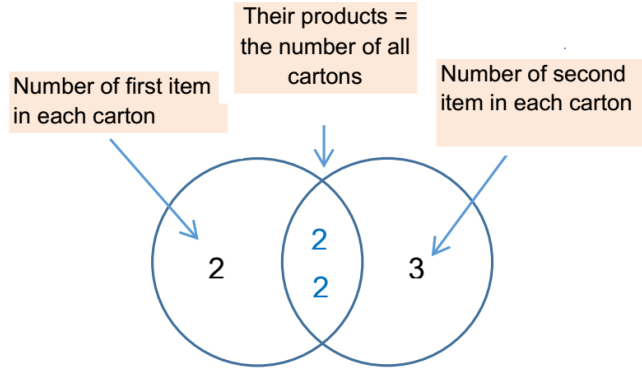 Their products =
the number of all
cartons
Number of first item
in each carton
Number of second
item in each carton
2
2
2
3